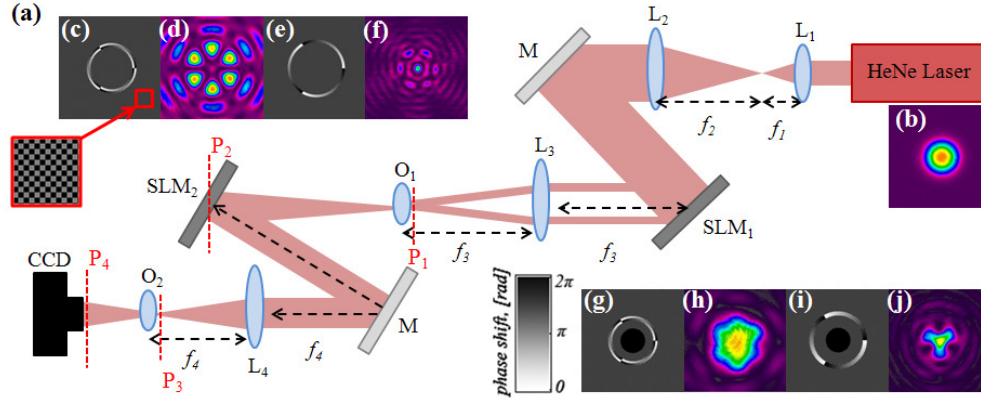 (a)
(c)
(d)
(e)
(f)
M
L2
L1
HeNe Laser
f2
f1
(b)
P2
SLM2
O1
L3
P1
f3
f3
SLM1
CCD
P4
O2
P3
f4
L4
f4
M
phase shift, [rad]
2π
π
0
(g)
(h)
(i)
(j)